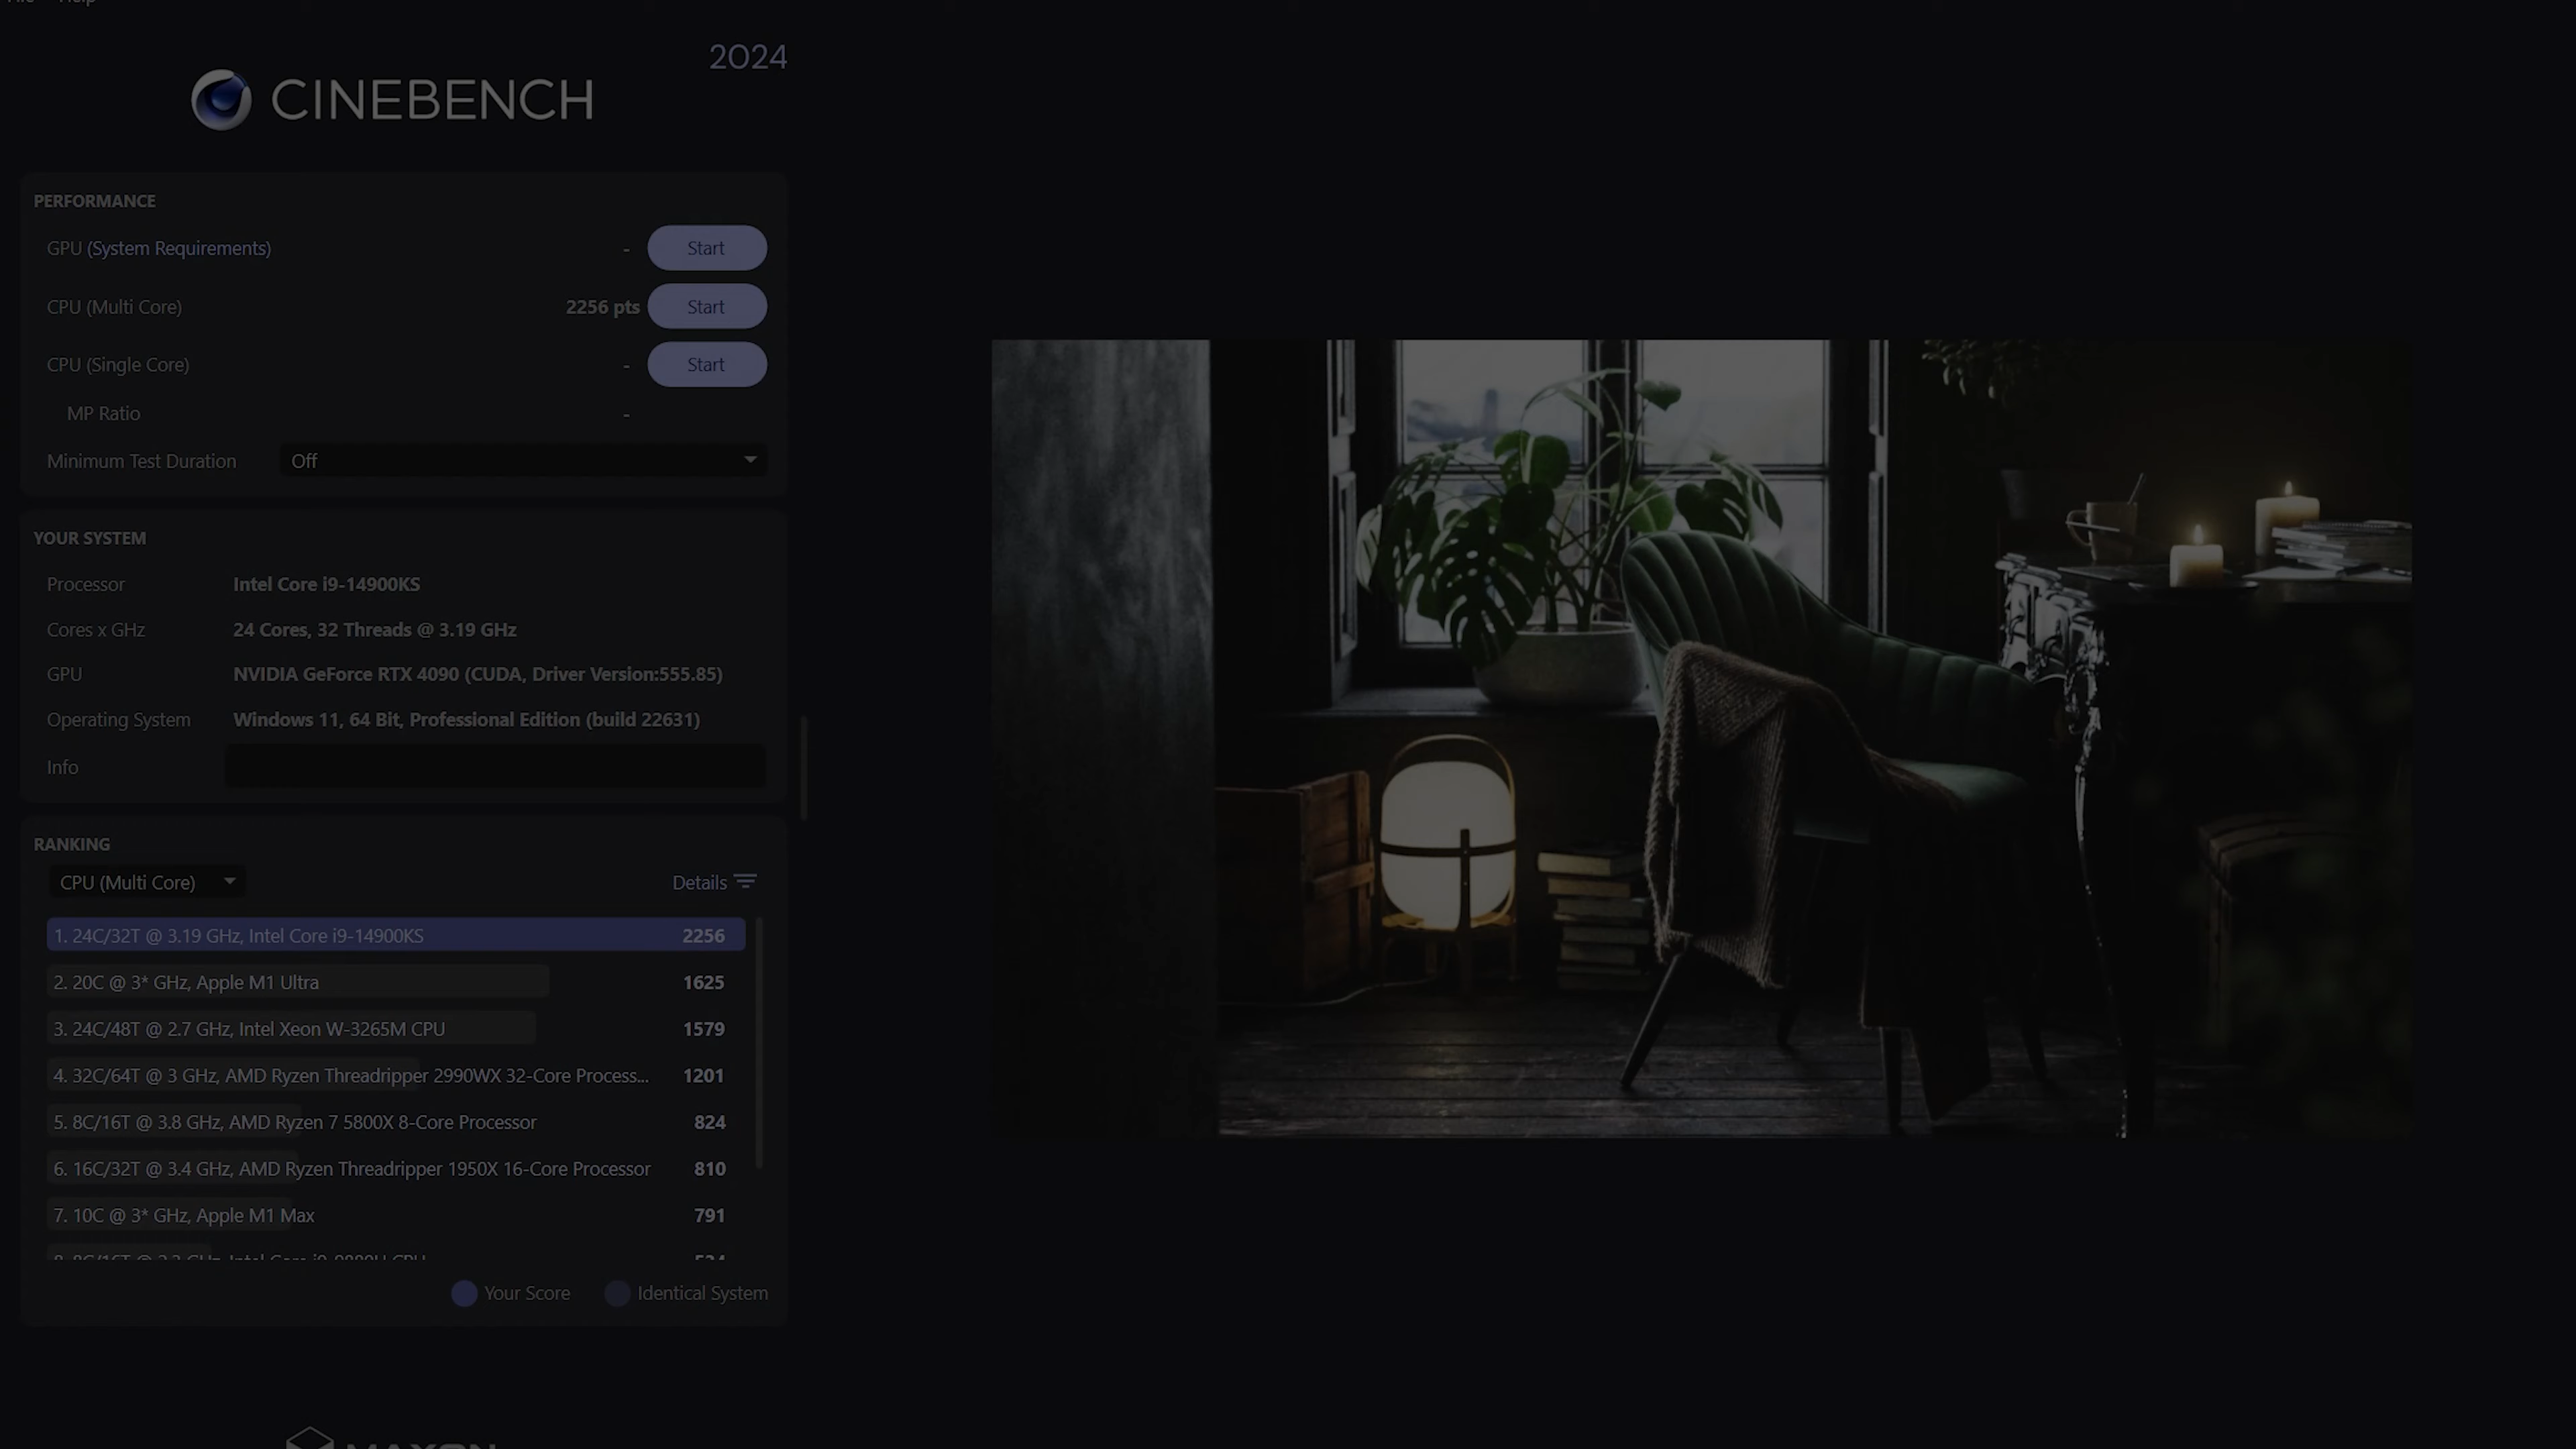 File Help
2024
CINEBENCH
PERFORMANCE
GPU (System Requirements) - Start
CPU (Multi Core) 2256 pts Start
CPU (Single Core) - Start
MP Ratio -
Minimum Test Duration Off
YOUR SYSTEM
Processor Intel Core i9-14900KS
Cores x GHz 24 Cores, 32 Threads @ 3.19 GHz
GPU NVIDIA GeForce RTX 4090 (CUDA, Driver Version:555.85)
Operating System Windows 11, 64 Bit, Professional Edition (build 22631)
Info
RANKING
CPU (Multi Core) Details
1. 24C/32T @ 3.19 GHz, Intel Core i9-14900KS 2256
2. 20C @ 3* GHz, Apple M1 Ultra 1625
3. 24C/48T @ 2.7 GHz, Intel Xeon W-3265M CPU 1579
4. 32C/64T @ 3 GHz, AMD Ryzen Threadripper 2990WX 32-Core Process... 1201
5. 8C/16T @ 3.8 GHz, AMD Ryzen 7 5800X 8-Core Processor 824
6. 16C/32T @ 3.4 GHz, AMD Ryzen Threadripper 1950X 16-Core Processor 810
7. 10C @ 3* GHz, Apple M1 Max 791
Your Score Identical System
MAXON